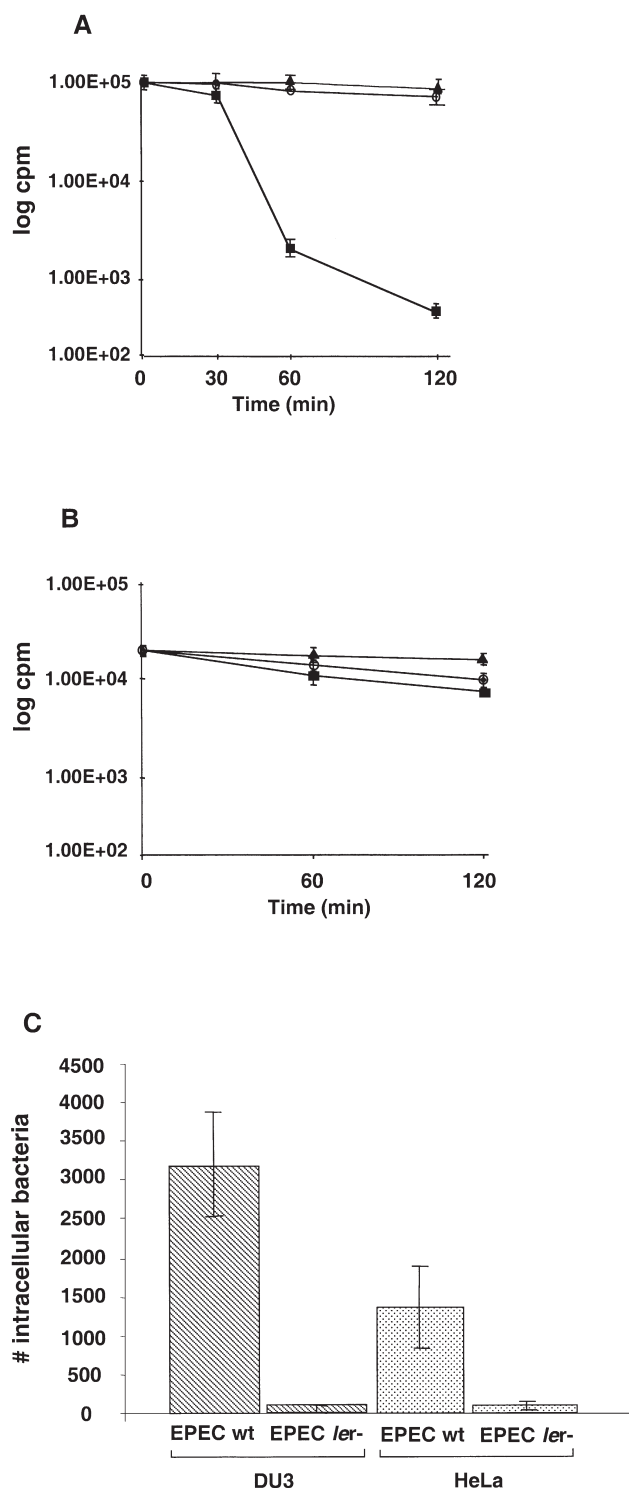 A
1.00E+05
1.00E+04
1.00E+03
1.00E+02
log cpm
0 30 60 120
Time (min)
B
1.00E+05
1.00E+04
1.00E+03
1.00E+02
log cpm
0 60 120
Time (min)
C
4500
4000
3500
3000
2500
2000
1500
1000
500
0
# intracellular bacteria
EPEC wt EPEC ler- EPEC wt EPEC ler-
DU3 HeLa